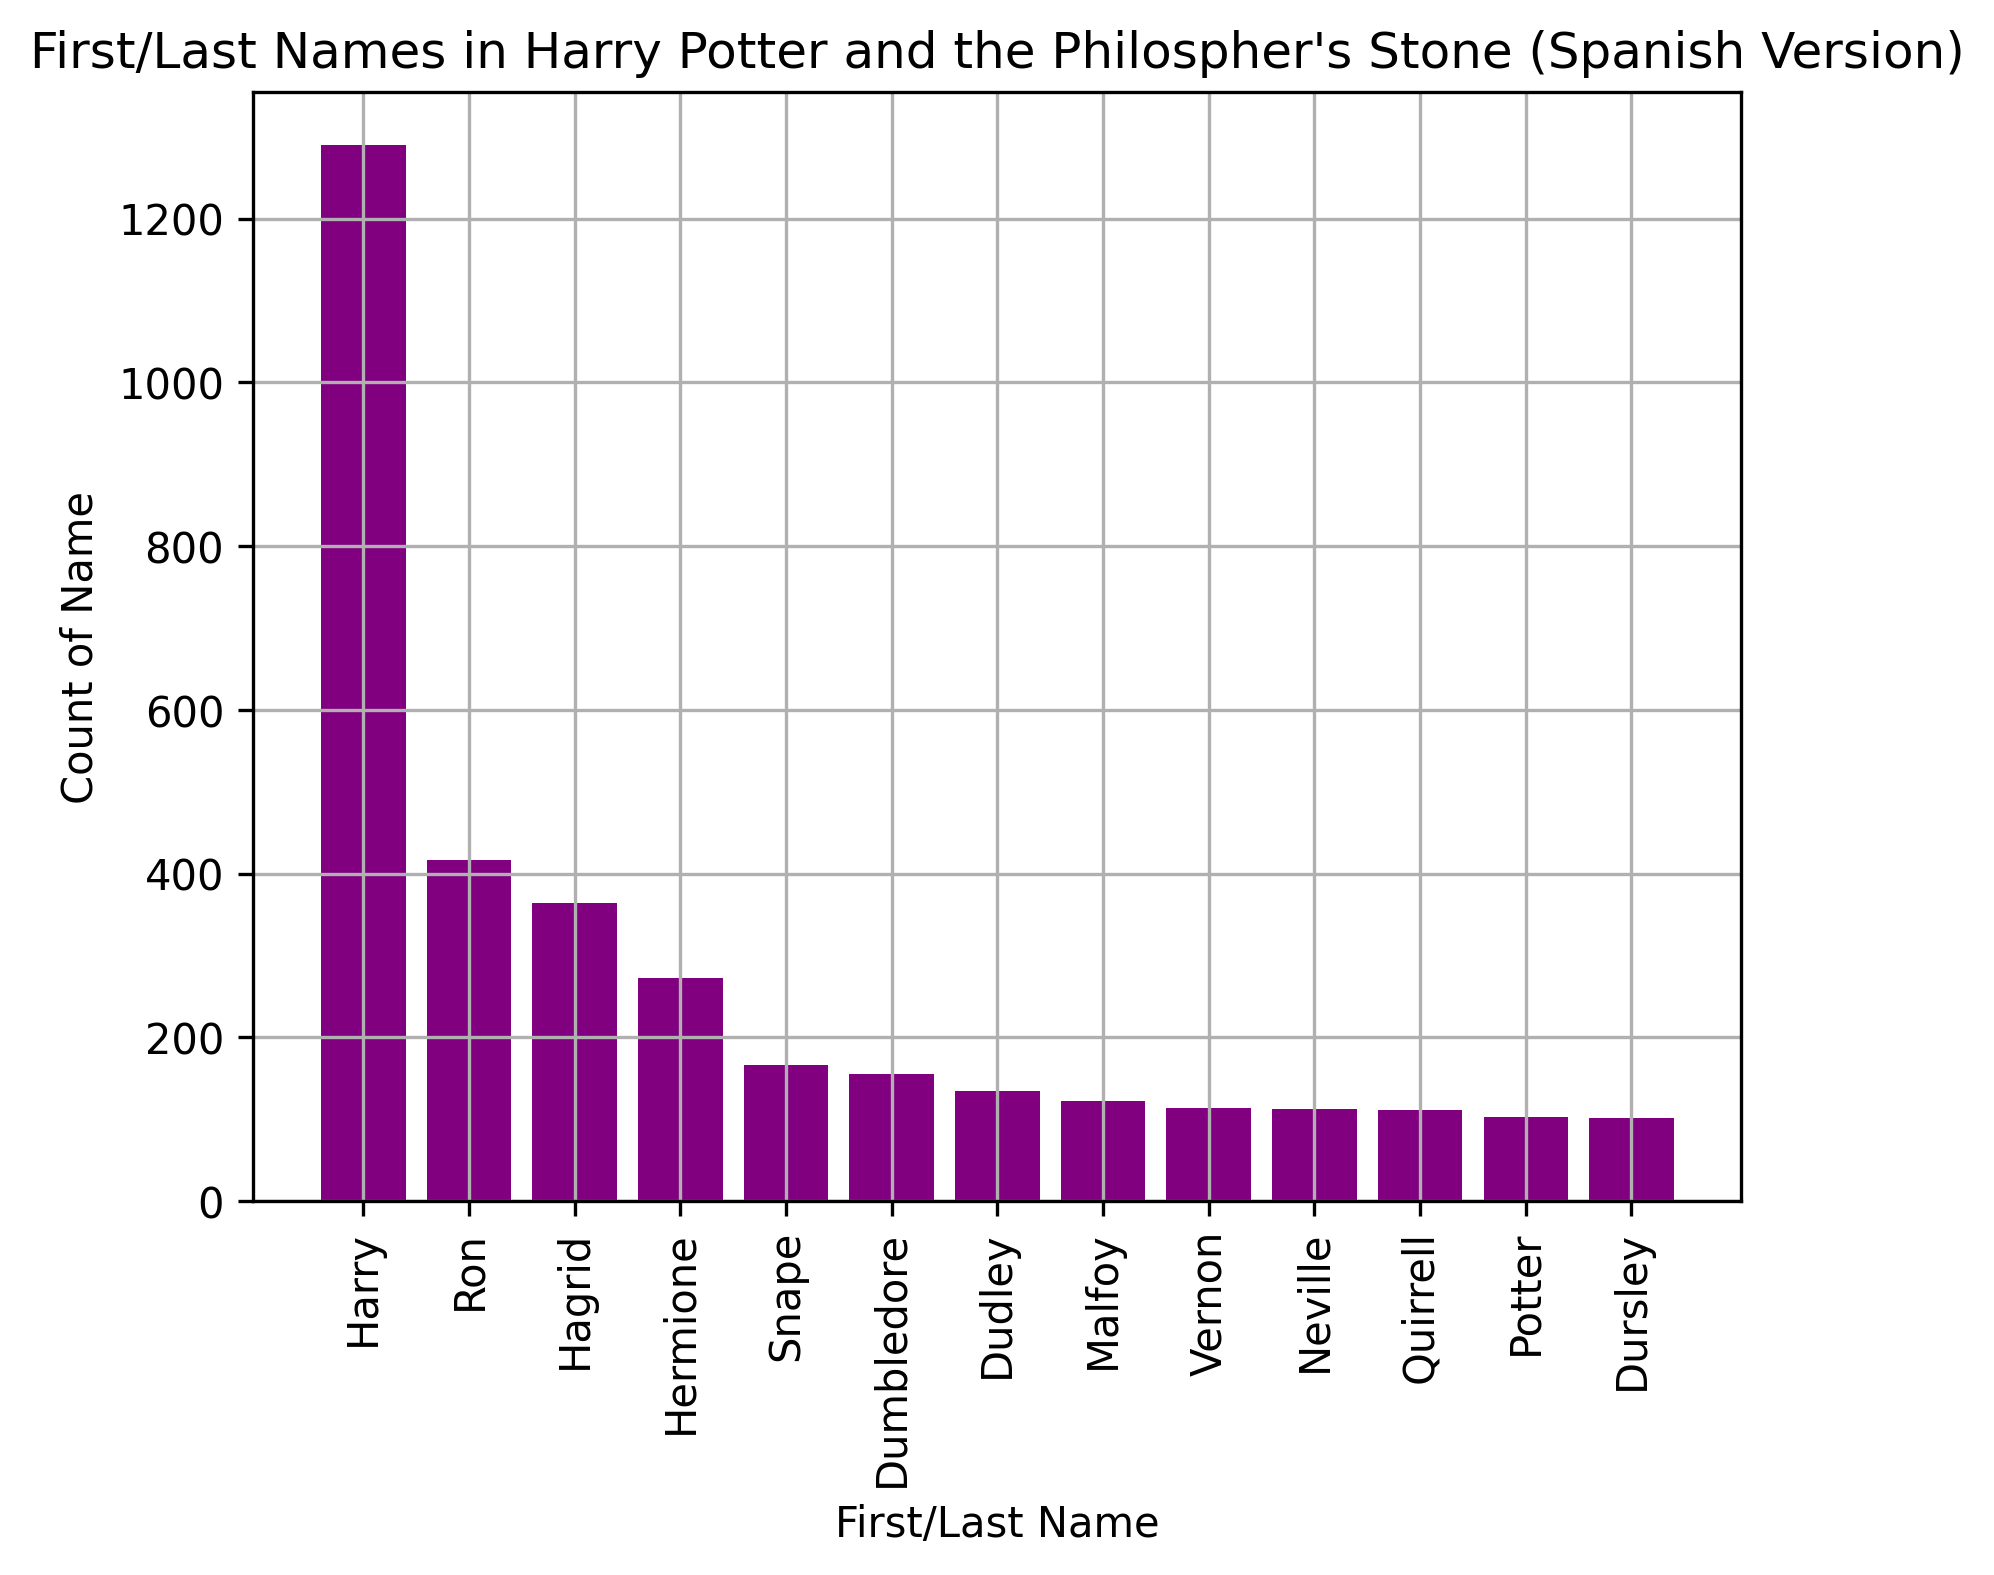 First/Last Names in Harry Potter and the Philospher's Stone (Spanish Version)
Count of Name
1200
1000
800
600
400
200
0
Harry
Ron
Hagrid
Hermione
Snape
Dumbledore
Dudley
Malfoy
Vernon
Neville
Quirrell
Potter
Dursley
First/Last Name